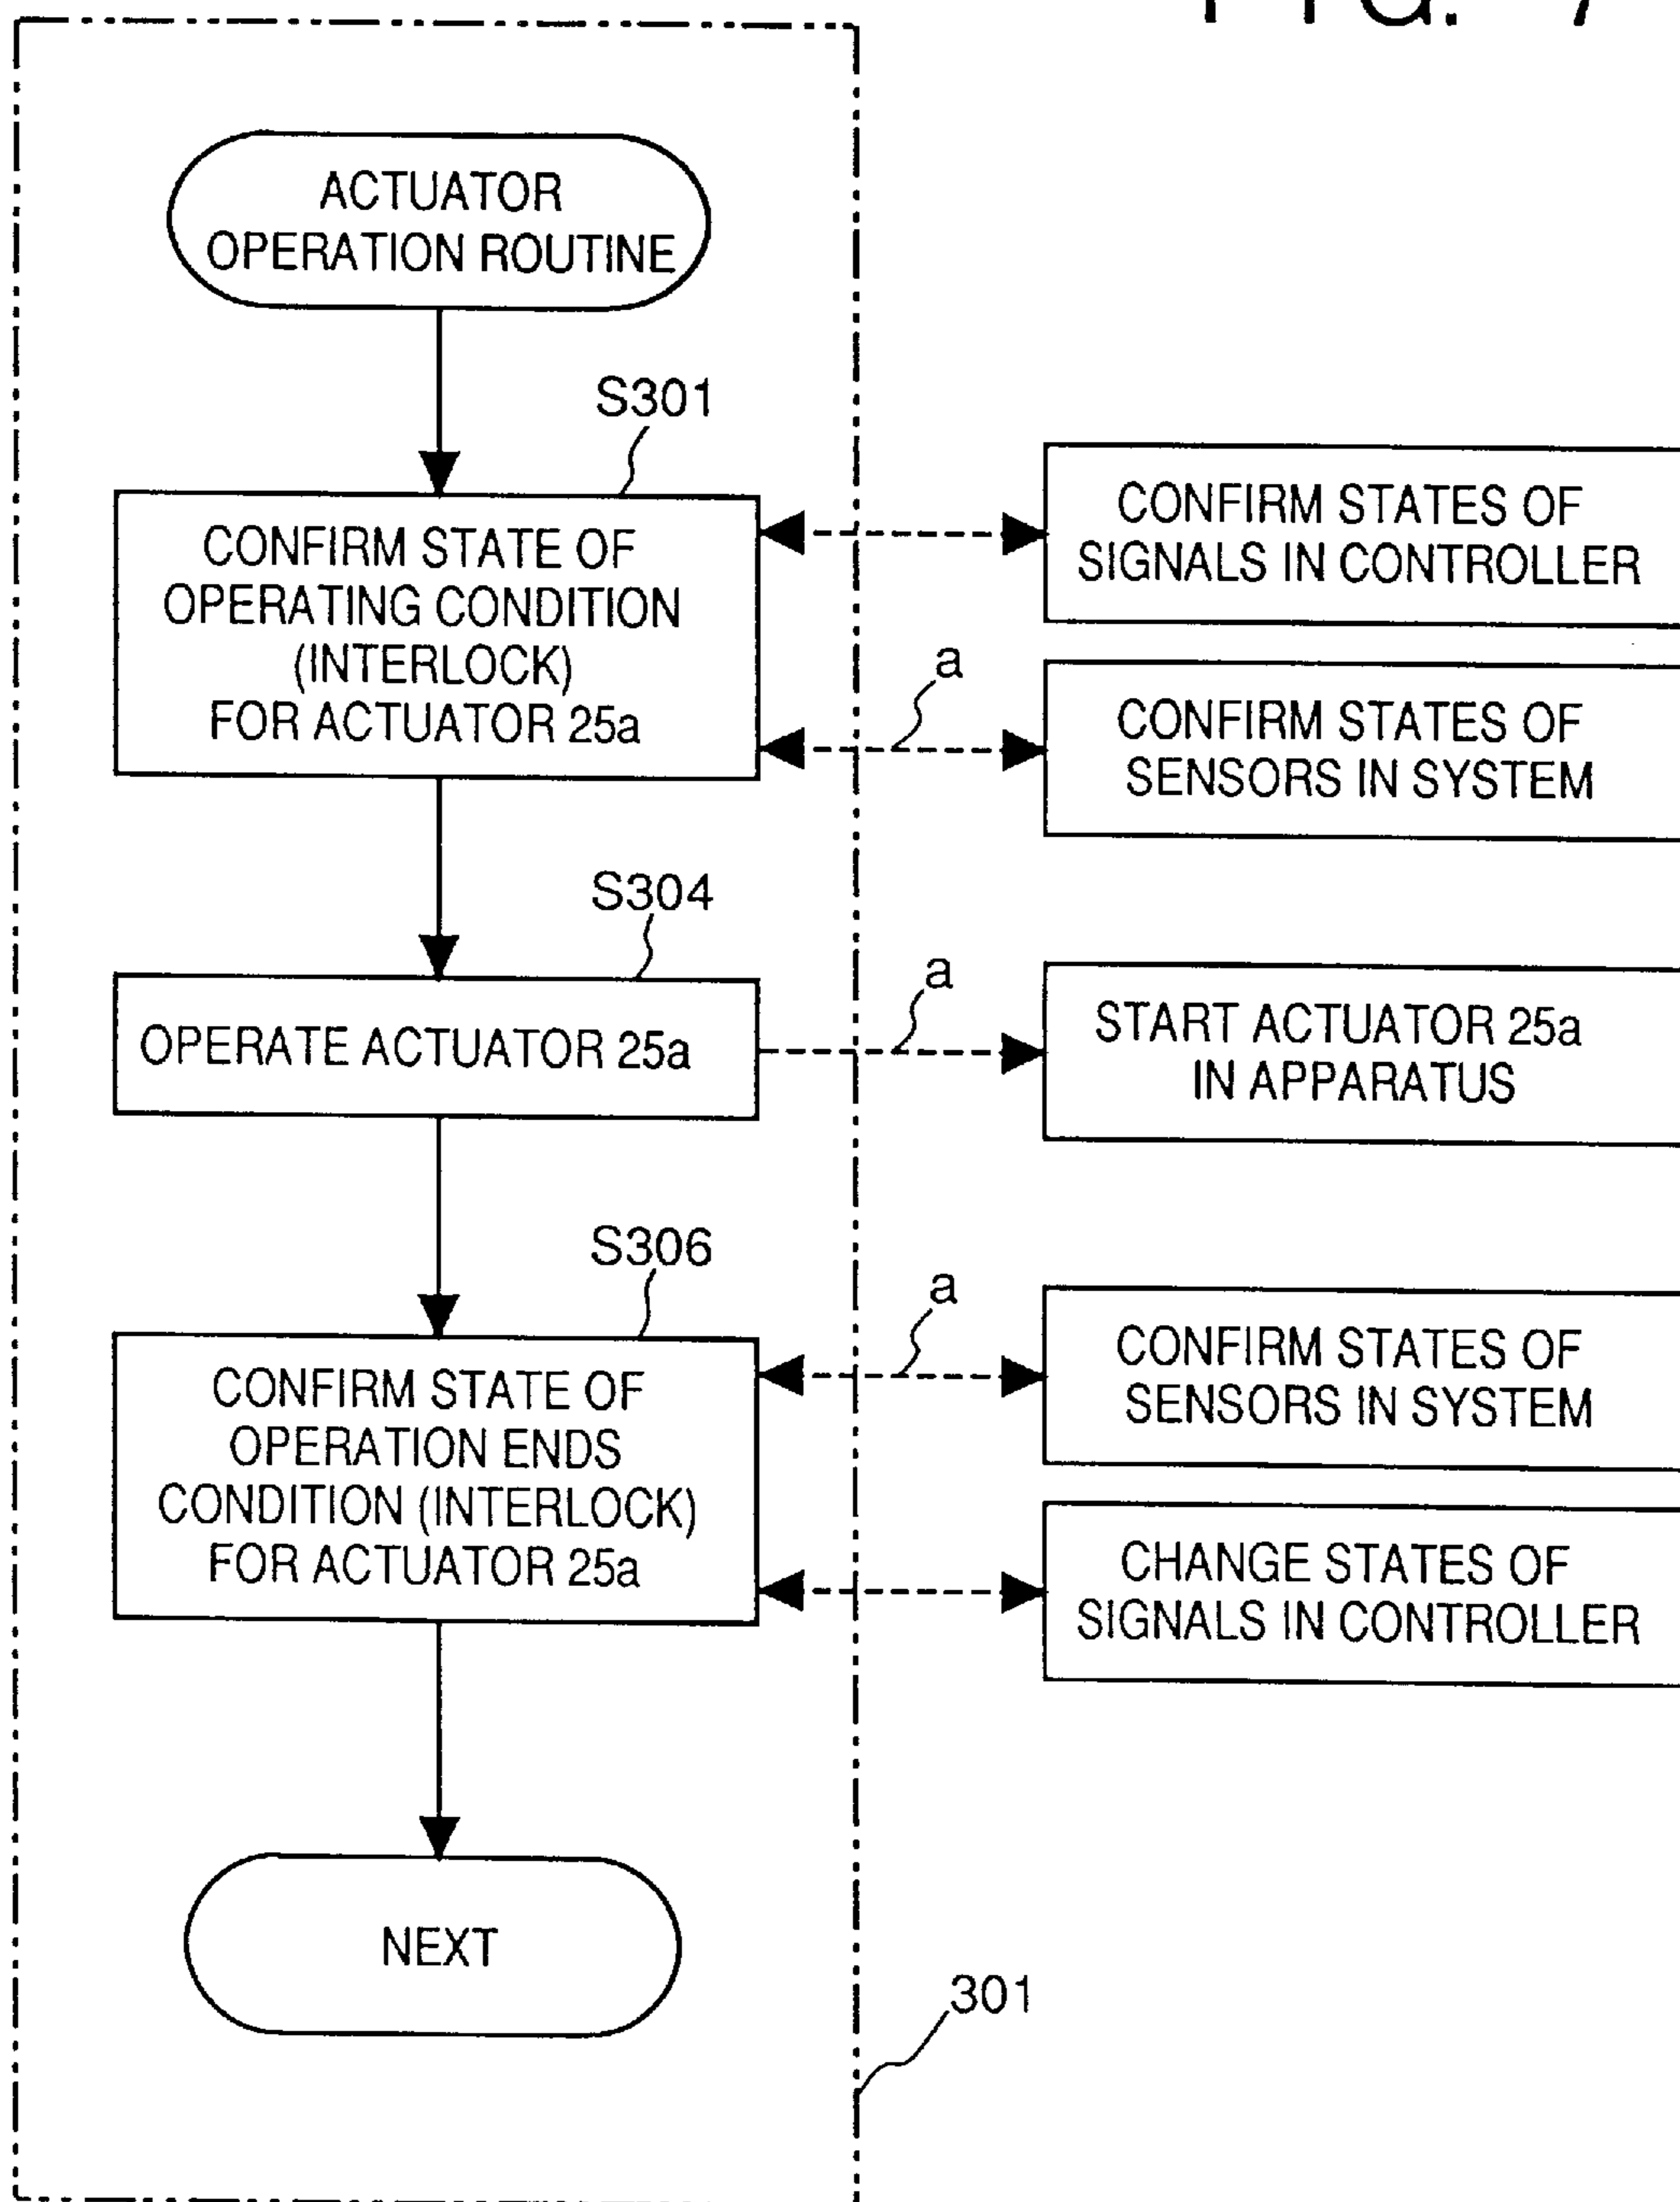 FIG. 7
ACTUATOR
OPERATION ROUTINE
S301
CONFIRM STATE OF
OPERATING CONDITION
(INTERLOCK)
FOR ACTUATOR 25a
CONFIRM STATES OF
SIGNALS IN CONTROLLER
a
CONFIRM STATES OF
SENSORS IN SYSTEM
S304
OPERATE ACTUATOR 25a
a
START ACTUATOR 25a
IN APPARATUS
S306
CONFIRM STATE OF
OPERATION ENDS
CONDITION (INTERLOCK)
FOR ACTUATOR 25a
a
CONFIRM STATES OF
SENSORS IN SYSTEM
CHANGE STATES OF
SIGNALS IN CONTROLLER
NEXT
301